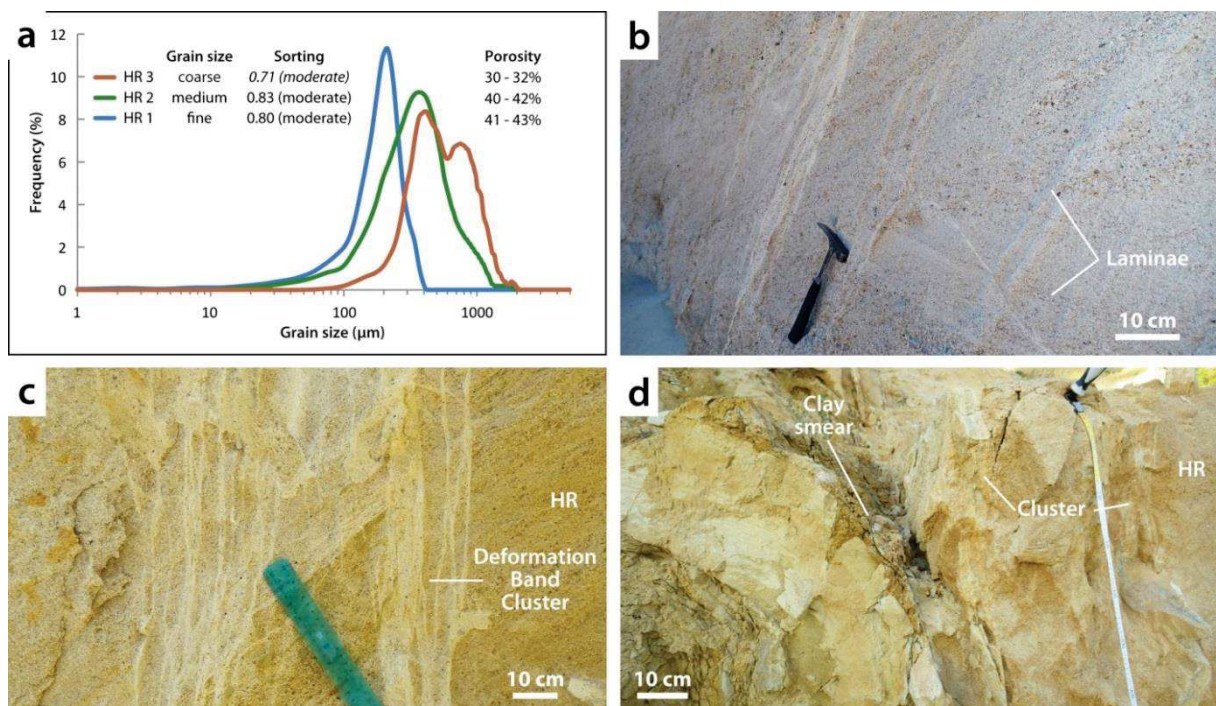 a
Grain size Sorting Porosity
HR 3 coarse 0.71 (moderate) 30 - 32%
HR 2 medium 0.83 (moderate) 40 - 42%
HR 1 fine 0.80 (moderate) 41 - 43%
Frequency (%)
12
10
8
6
4
2
0
1 10 100 1000
Grain size (µm)
b
Laminae
10 cm
c
HR
Deformation
Band
Cluster
10 cm
d
Clay
smear
HR
Cluster
10 cm